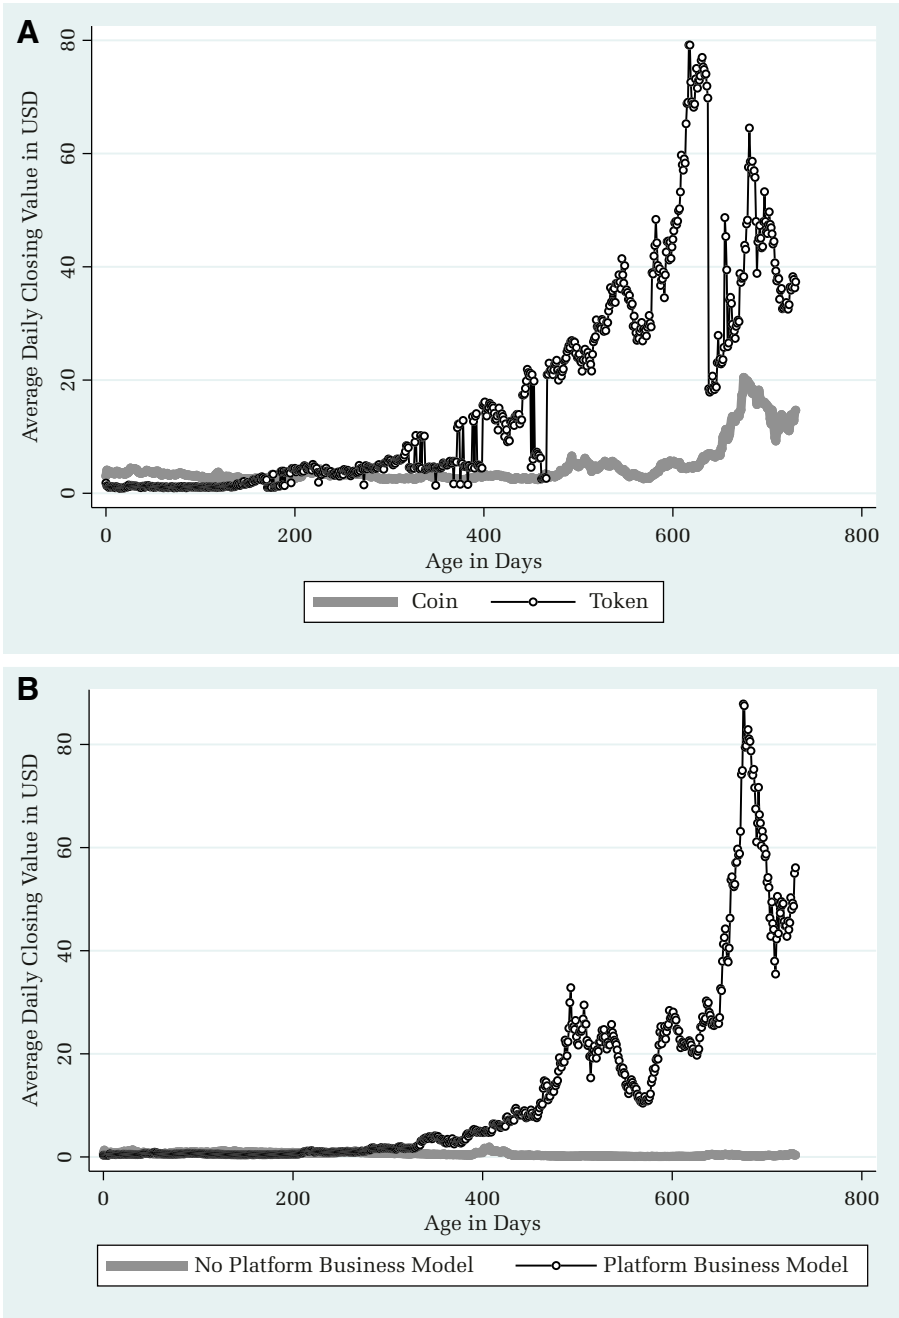 A
Average Daily Closing Value in USD
80
60
40
20
0
0 200 400 600 800
Age in Days
Coin Token
B
Average Daily Closing Value in USD
80
60
40
20
0
0 200 400 600 800
Age in Days
No Platform Business Model Platform Business Model